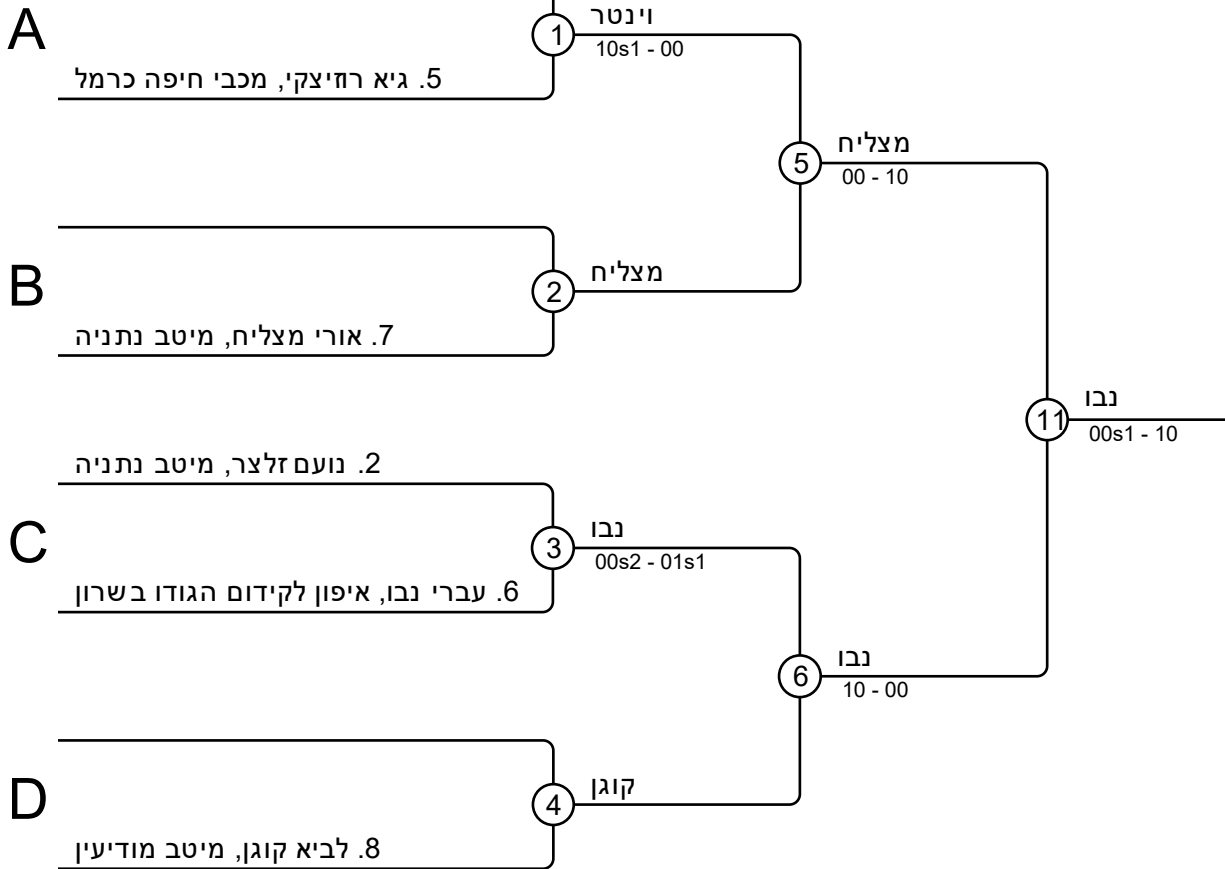 A
וינטר
1
10s1 - 00
5. גיא רוזיצקי, מכבי חיפה כרמל
מצליח
5
00 - 10
B
מצליח
2
7. אורי מצליח, מיטב נתניה
נבו
11
00s1 - 10
2. נועם זלצר, מיטב נתניה
C
נבו
3
00s2 - 01s1
6. עברי נבו, איפון לקידום הגודו בשרון
נבו
6
10 - 00
D
קוגן
4
8. לביא קוגן, מיטב מודיעין